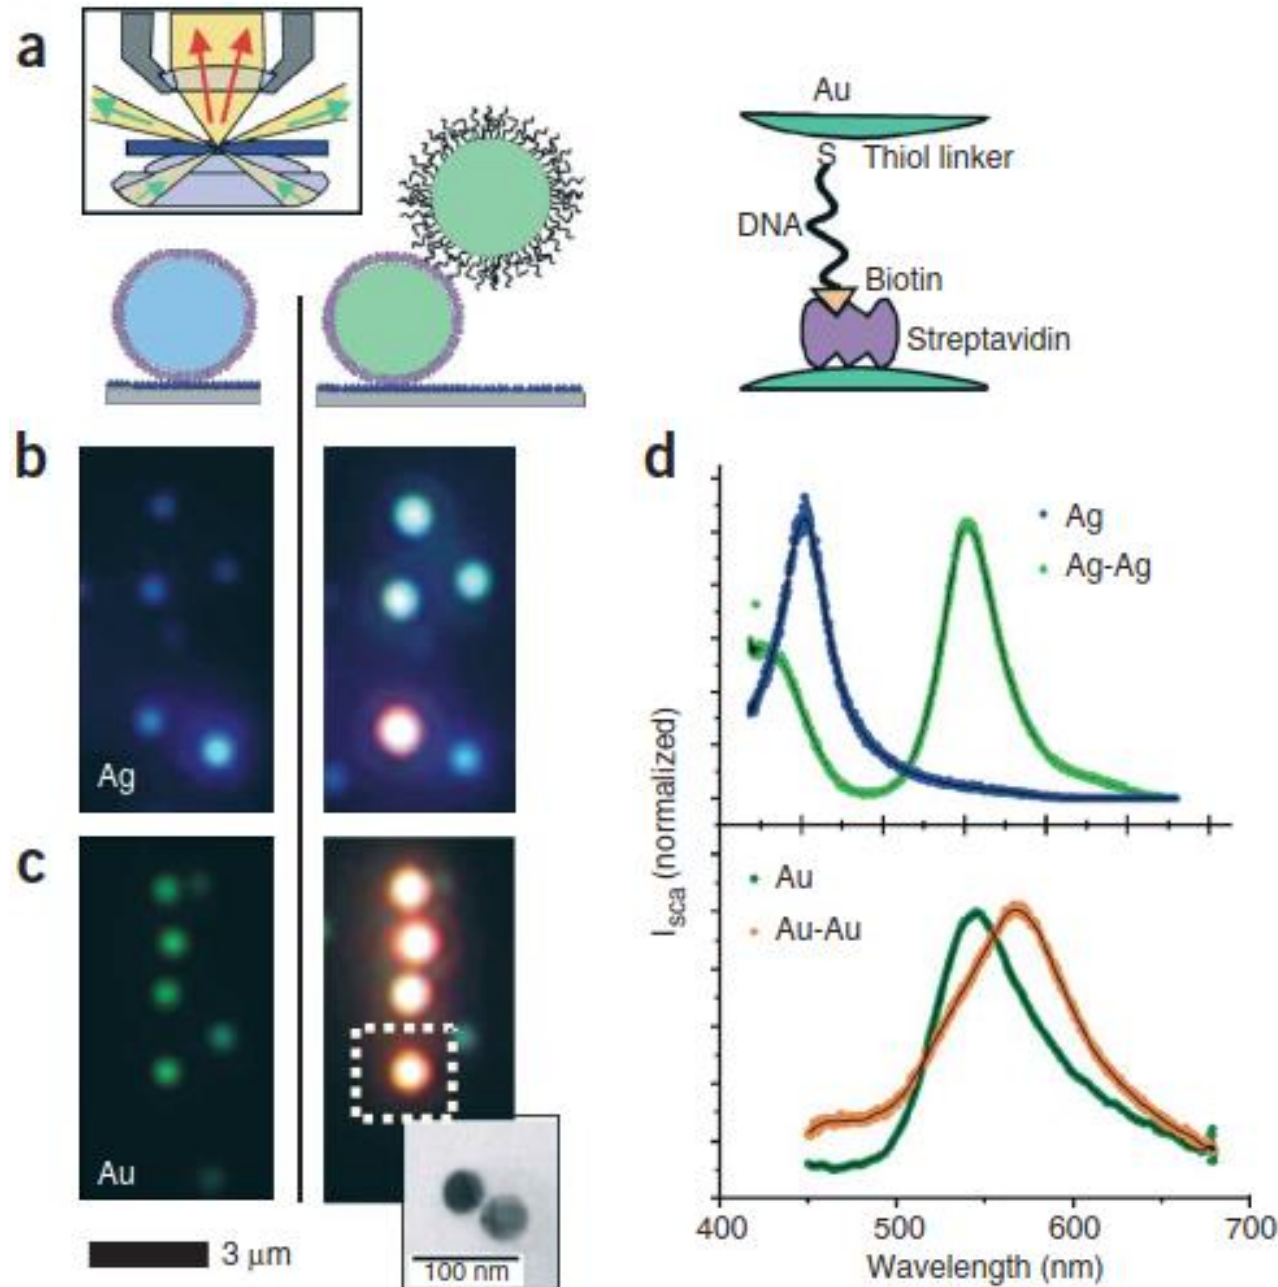 a
Au
S
Thiol linker
DNA
Biotin
Streptavidin
b
Ag
c
Au
3 μm
100 nm
d
Ag
Ag-Ag
Au
Au-Au
I_sca (normalized)
400 500 600 700
Wavelength (nm)